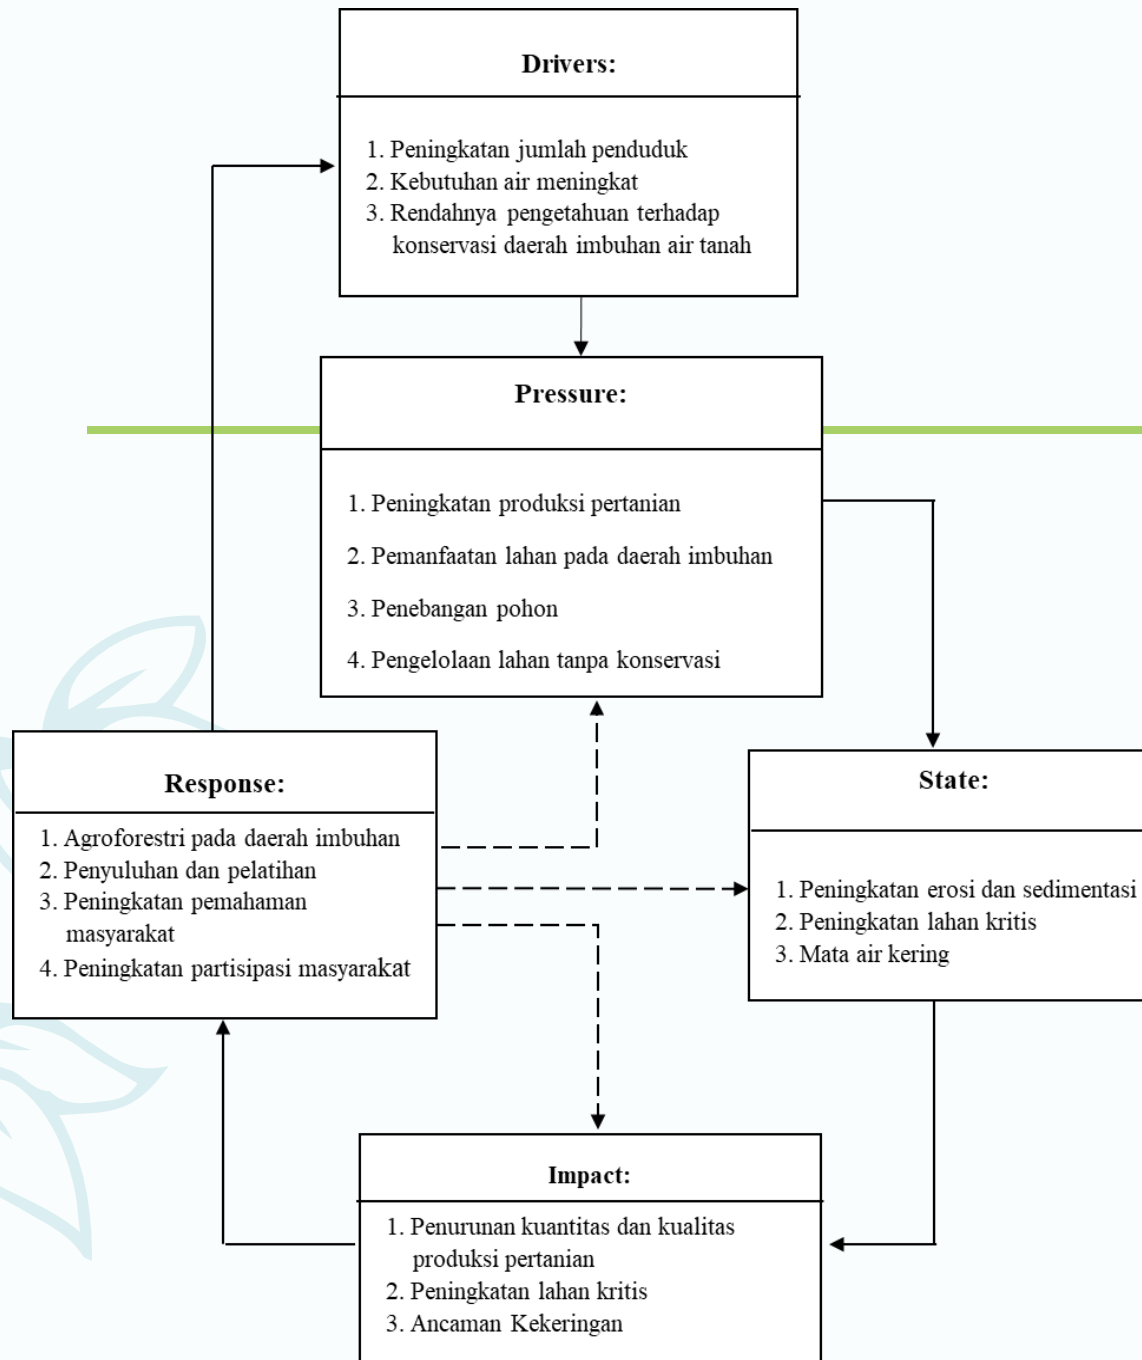 Drivers:
1. Peningkatan jumlah penduduk
2. Kebutuhan air meningkat
3. Rendahnya pengetahuan terhadap
konservasi daerah imbuhan air tanah
Pressure:
1. Peningkatan produksi pertanian
2. Pemanfaatan lahan pada daerah imbuhan
3. Penebangan pohon
4. Pengelolaan lahan tanpa konservasi
Response:
1. Agroforestri pada daerah imbuhan
2. Penyuluhan dan pelatihan
3. Peningkatan pemahaman
masyarakat
4. Peningkatan partisipasi masyarakat
State:
1. Peningkatan erosi dan sedimentasi
2. Peningkatan lahan kritis
3. Mata air kering
Impact:
1. Penurunan kuantitas dan kualitas
produksi pertanian
2. Peningkatan lahan kritis
3. Ancaman Kekeringan